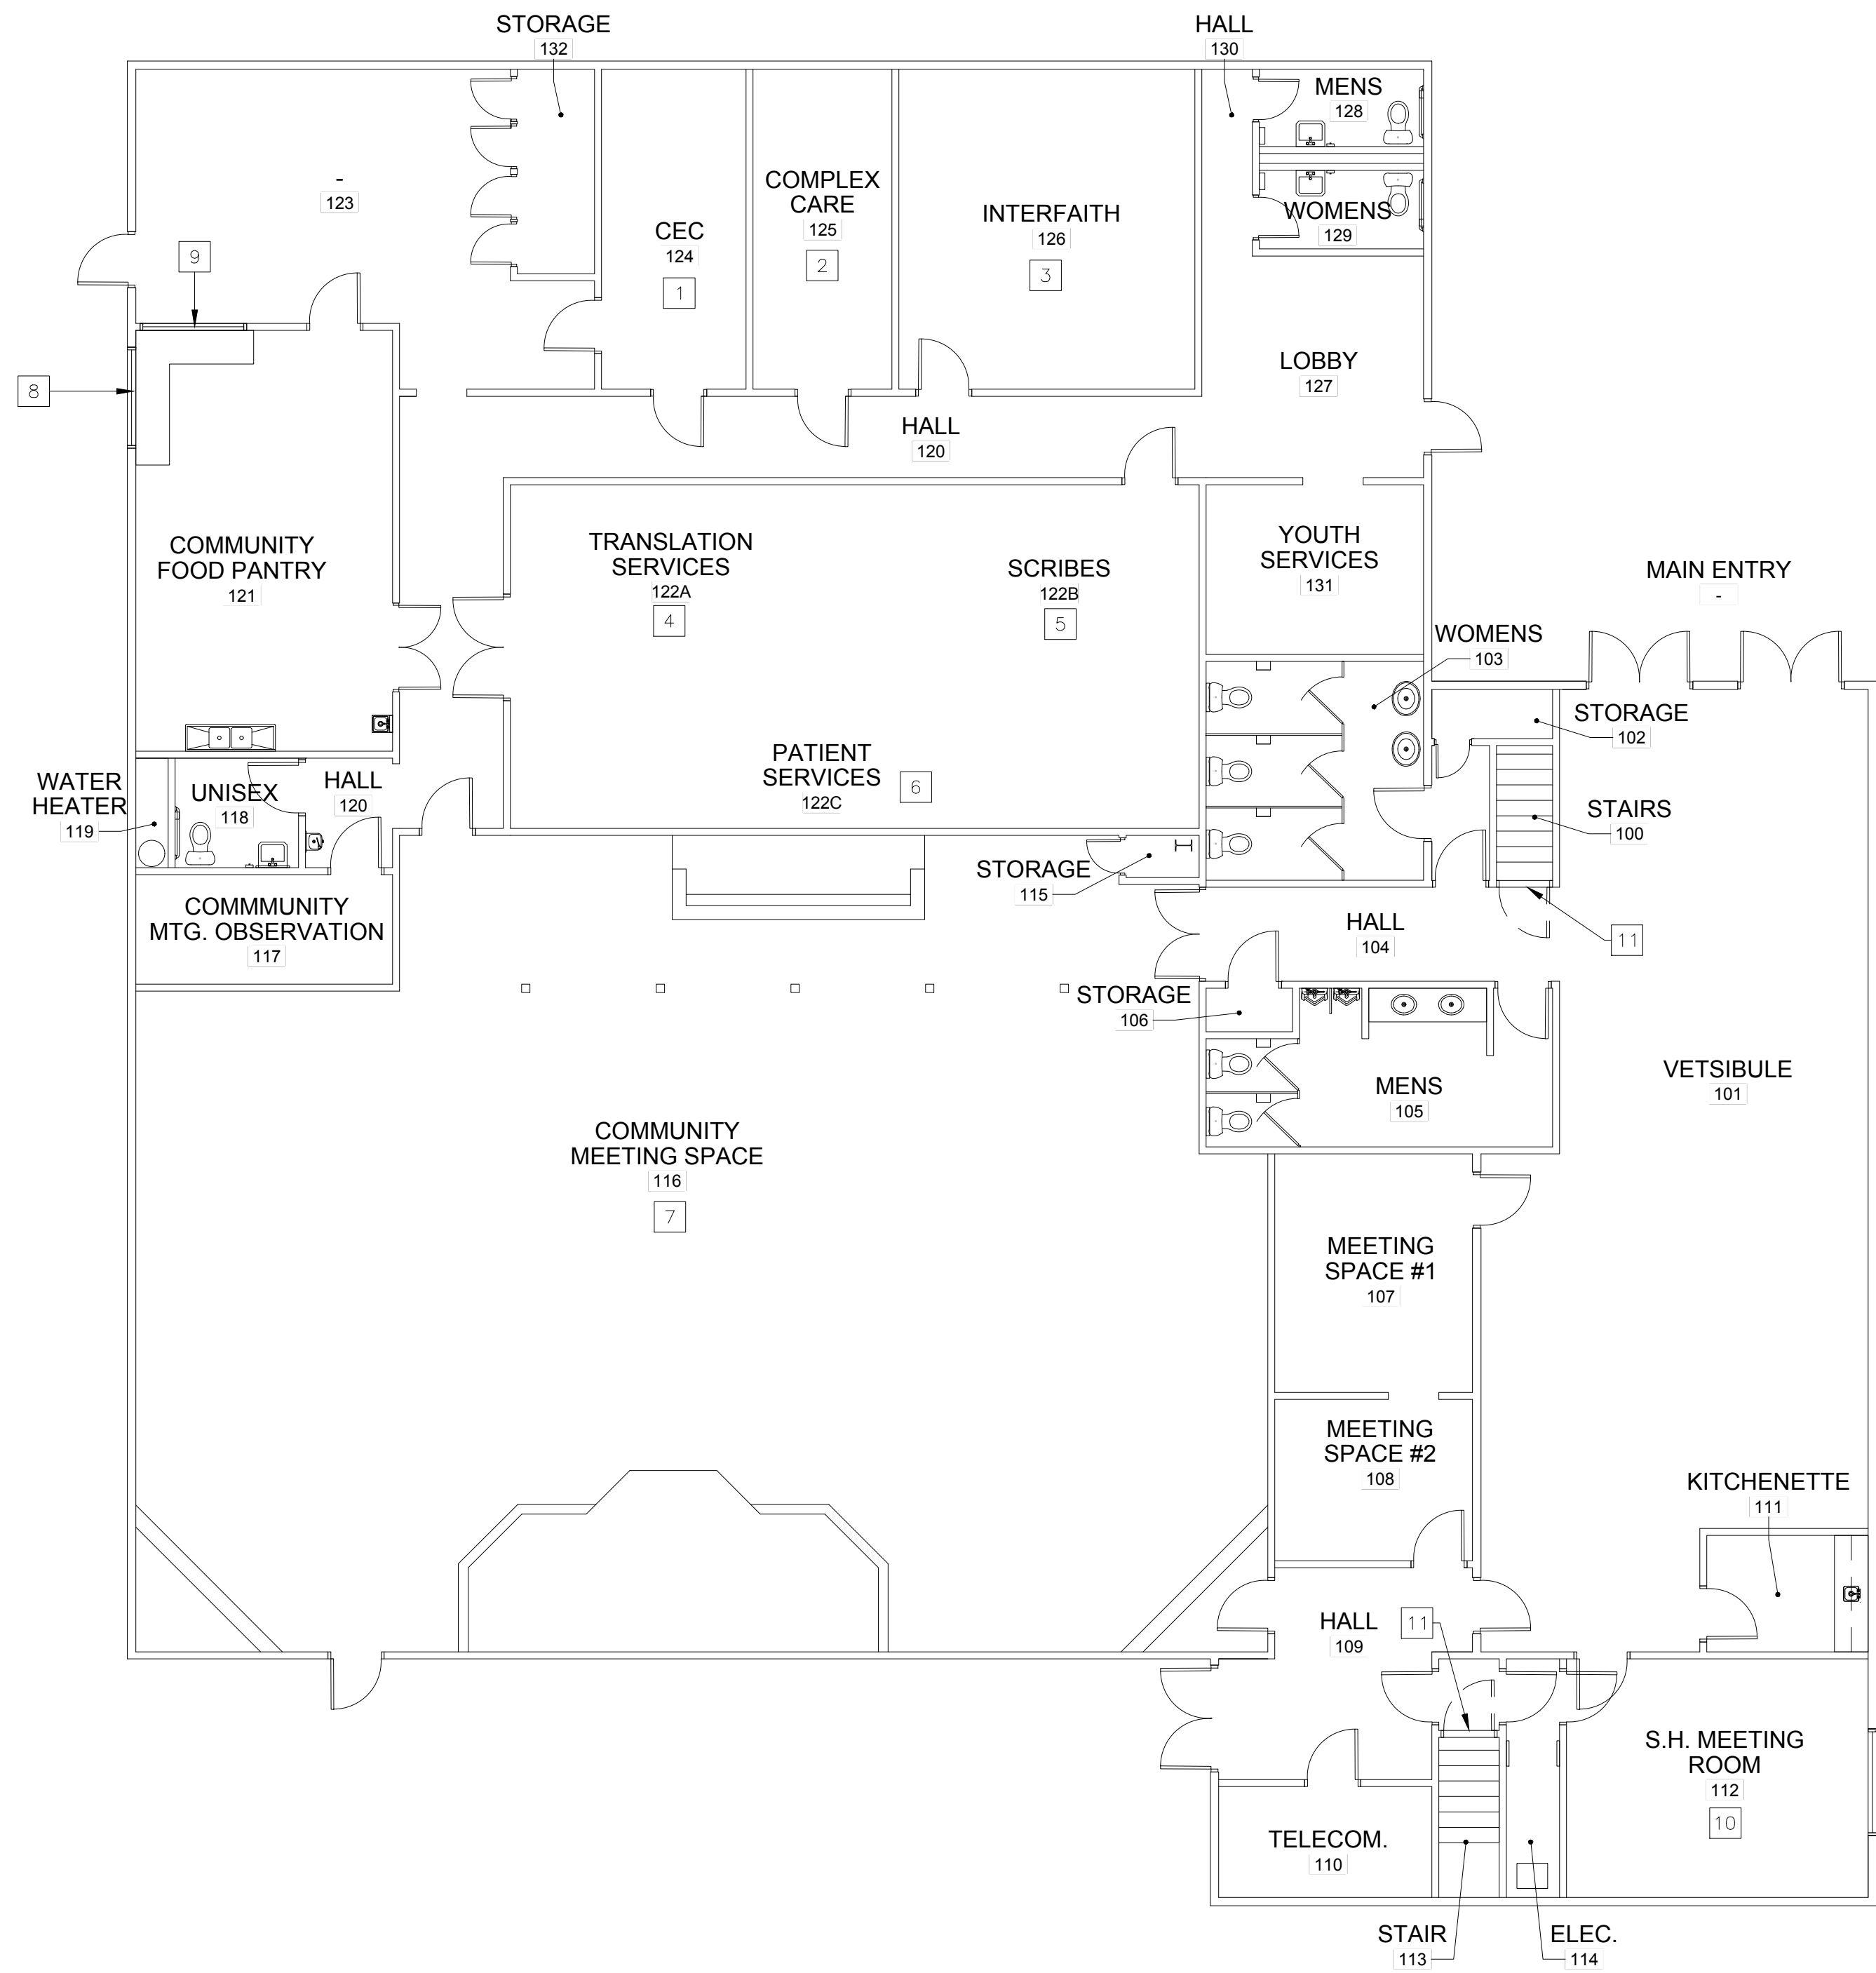 STORAGE
132
HALL
130
MENS
128
-
123
COMPLEX
CARE
125
2
INTERFAITH
126
3
CEC
124
1
WOMENS
129
9
8
LOBBY
127
HALL
120
COMMUNITY
FOOD PANTRY
121
TRANSLATION
SERVICES
122A
4
SCRIBES
122B
5
YOUTH
SERVICES
131
MAIN ENTRY
-
WOMENS
103
STORAGE
102
PATIENT
SERVICES
122C
6
WATER
HEATER
119
UNISEX
118
HALL
120
STAIRS
100
STORAGE
115
COMMMUNITY
MTG. OBSERVATION
117
HALL
104
11
STORAGE
106
MENS
105
VETSIBULE
101
COMMUNITY
MEETING SPACE
116
7
MEETING
SPACE #1
107
MEETING
SPACE #2
108
KITCHENETTE
111
HALL
109
11
S.H. MEETING
ROOM
112
10
TELECOM.
110
STAIR
113
ELEC.
114